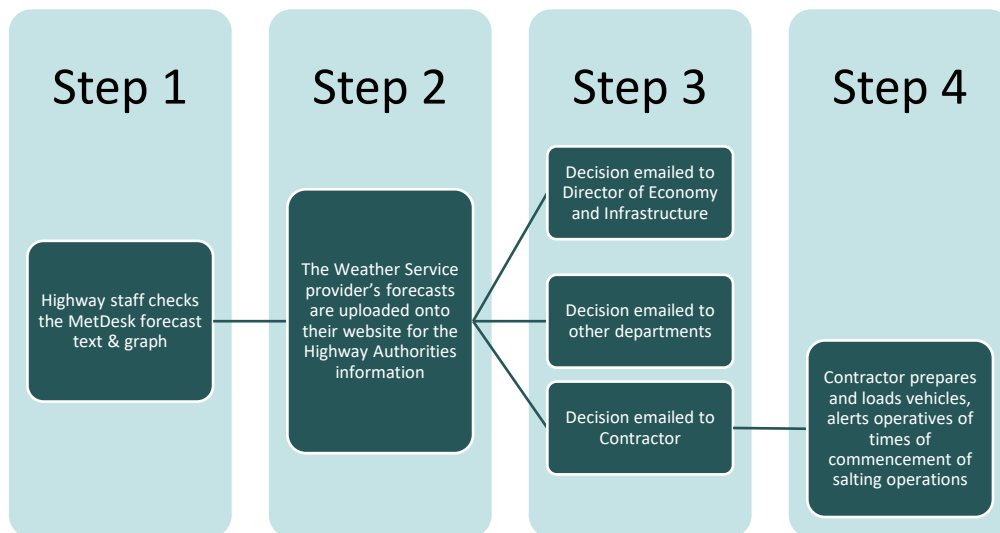 Step 1
Highway staff checks
the MetDesk forecast
text & graph
Step 2
The Weather Service
provider’s forecasts
are uploaded onto
their website for the
Highway Authorities
information
Step 3
Decision emailed to
Director of Economy
and Infrastructure
Decision emailed to
other departments
Decision emailed to
Contractor
Step 4
Contractor prepares
and loads vehicles,
alerts operatives of
times of
commencement of
salting operations